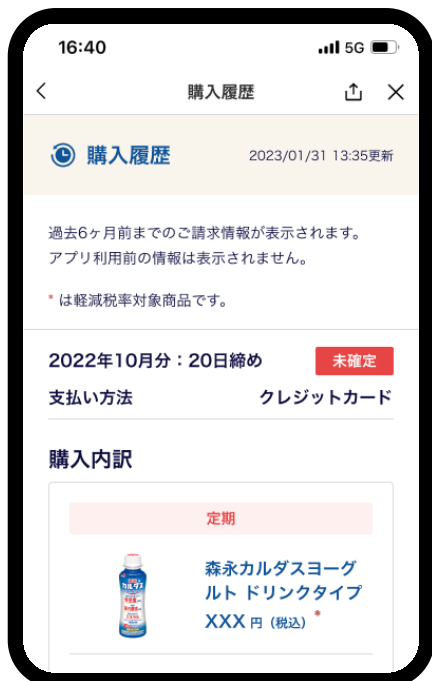 16:40 5G
購入履歴
購入履歴 2023/01/31 13:35更新
過去6ヶ月前までのご請求情報が表示されます。
アプリ利用前の情報は表示されません。
* は軽減税率対象商品です。
2022年10月分：20日締め 未確定
支払い方法 クレジットカード
購入内訳
定期
カルダス
森永カルダスヨーグ
ルト ドリンクタイプ
XXX 円（税込）*